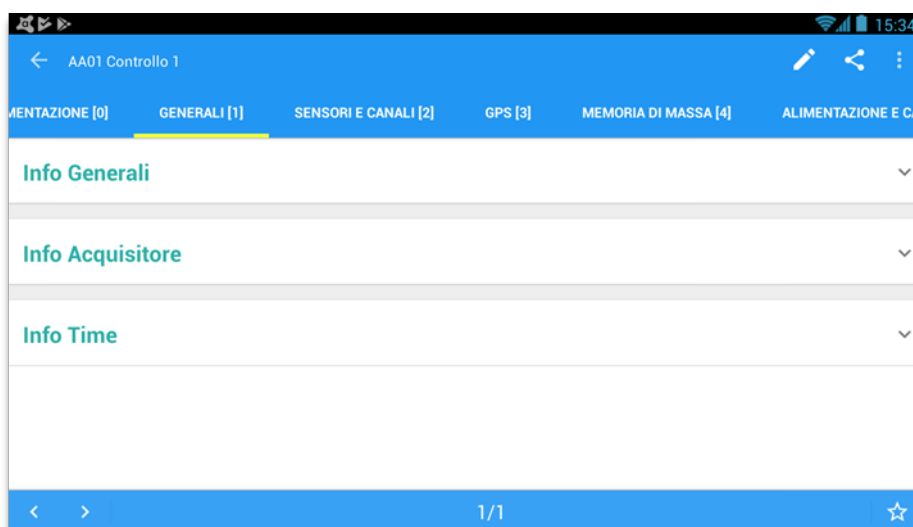 15:34
AA01 Controllo 1
MENTAZIONE [0] GENERALI [1] SENSORI E CANALI [2] GPS [3] MEMORIA DI MASSA [4] ALIMENTAZIONE E C
Info Generali
Info Acquisitore
Info Time
1/1